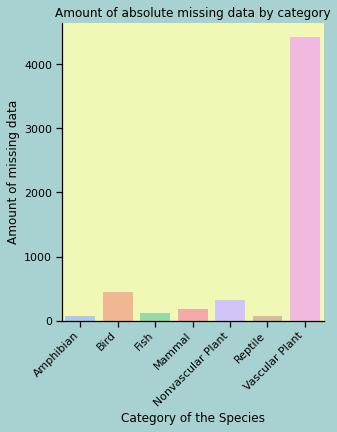 Amount of absolute missing data by category
4000
3000
2000
1000
0
Amount of missing data
Amphibian
Bird
Fish
Mammal
Nonvascular Plant
Reptile
Vascular Plant
Category of the Species